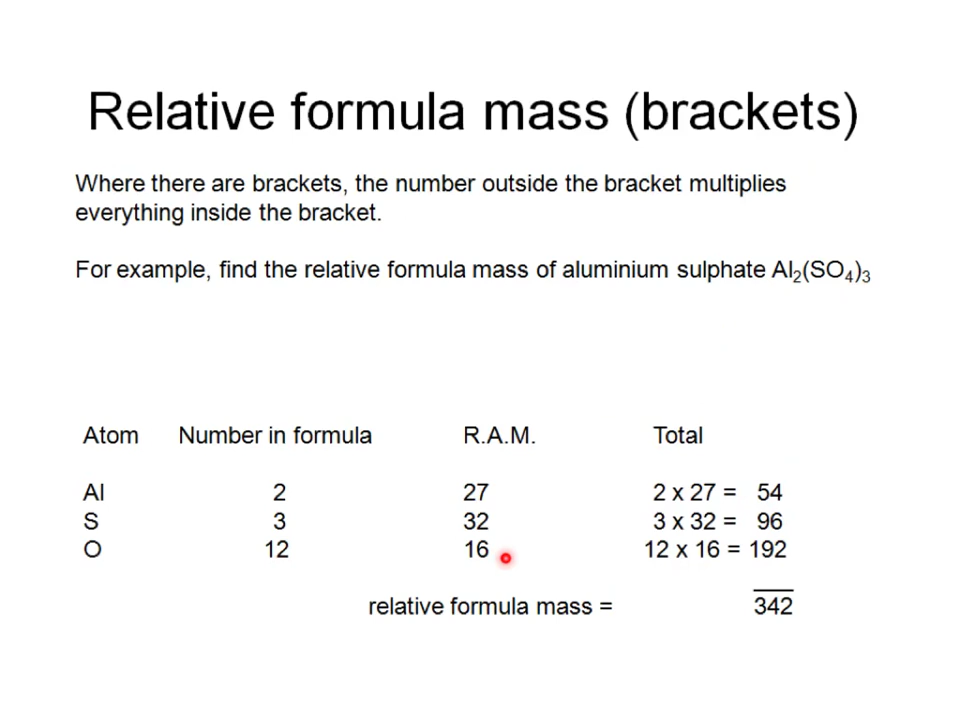 Relative formula mass (brackets)
Where there are brackets, the number outside the bracket multiplies
everything inside the bracket.
For example, find the relative formula mass of aluminium sulphate Al₂(SO₄)₃
Atom Number in formula R.A.M. Total
Al 2 27 2 x 27 = 54
S 3 32 3 x 32 = 96
O 12 16 12 x 16 = 192
relative formula mass = 342